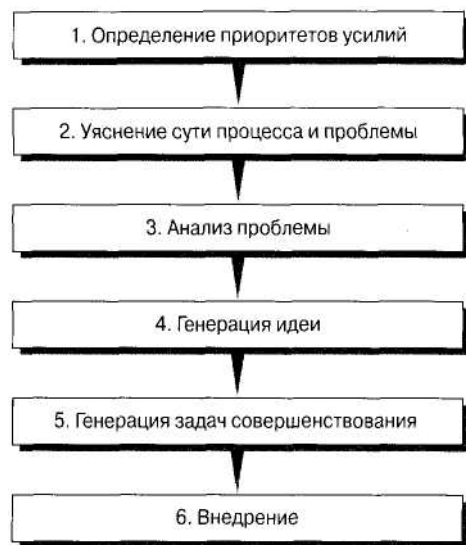 1. Определение приоритетов усилий
2. Уяснение сути процесса и проблемы
3. Анализ проблемы
4. Генерация идеи
5. Генерация задач совершенствования
6. Внедрение